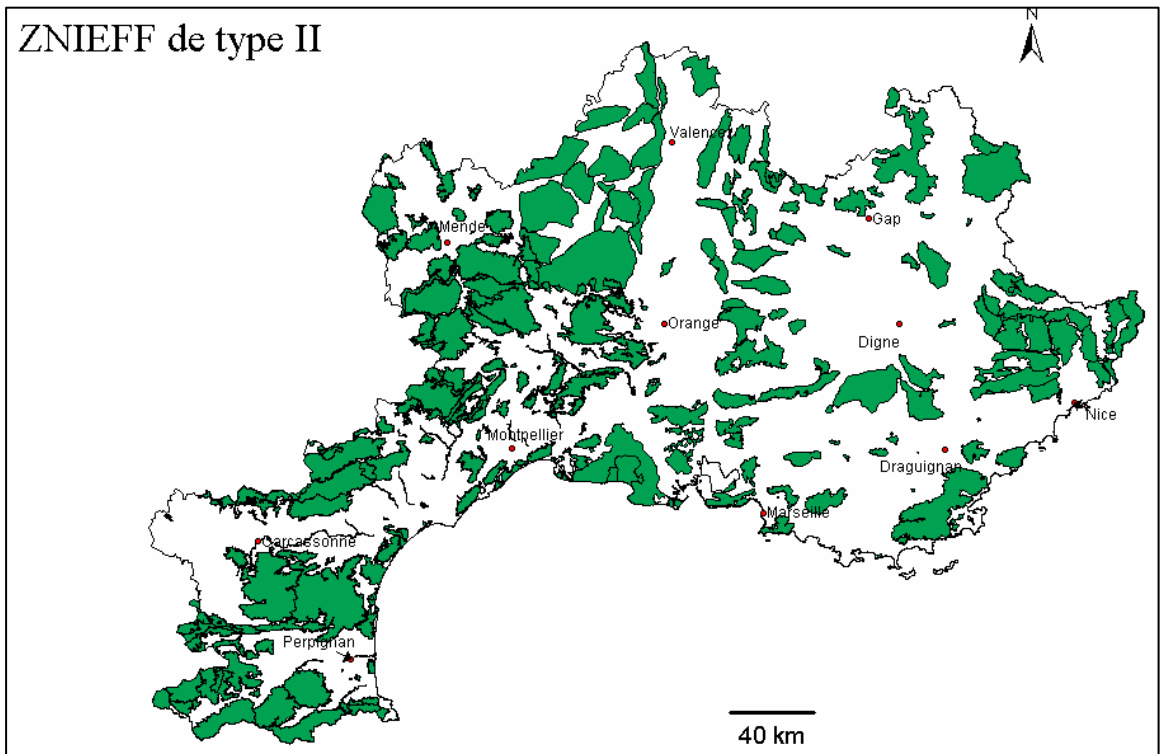 ZNIEFF de type II
N
Valence
Mende
Gap
Orange
Digne
Nice
Montpellier
Draguignan
Marseille
Carcassonne
Perpignan
40 km